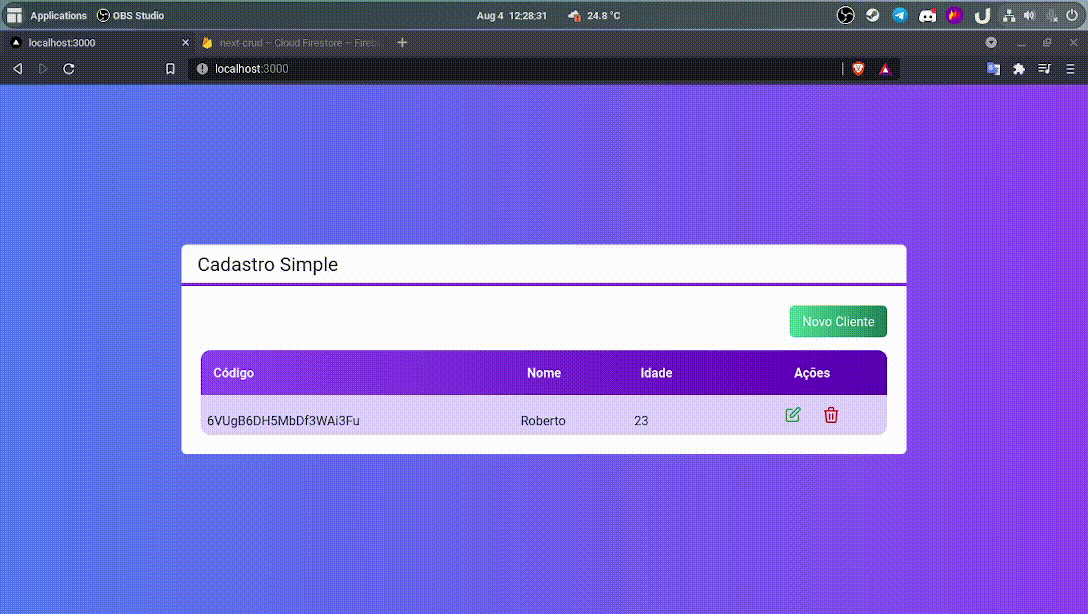 Applications OBS Studio Aug 4 12:28:31 24.8 °C
localhost:3000 next-crud – Cloud Firestore – Fireb
localhost:3000
Cadastro Simple
Novo Cliente
Código Nome Idade Ações
6VUgB6DH5MbDf3WAi3Fu Roberto 23